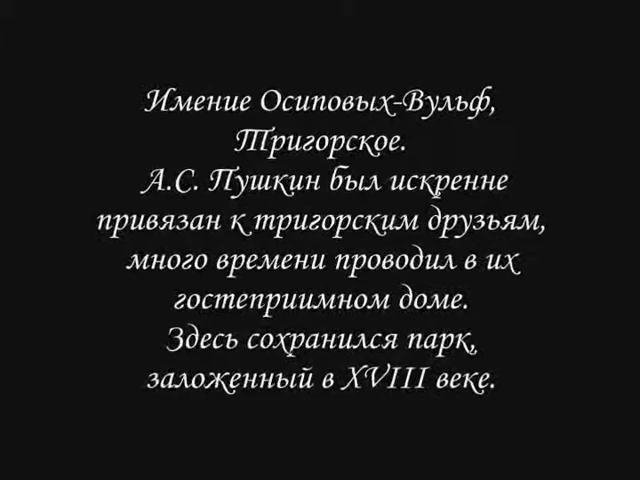 Имение Осиповых-Вульф,
Тригорское.
А.С. Пушкин был искренне
привязан к тригорским друзьям,
много времени проводил в их
гостеприимном доме.
Здесь сохранился парк,
заложенный в XVIII веке.